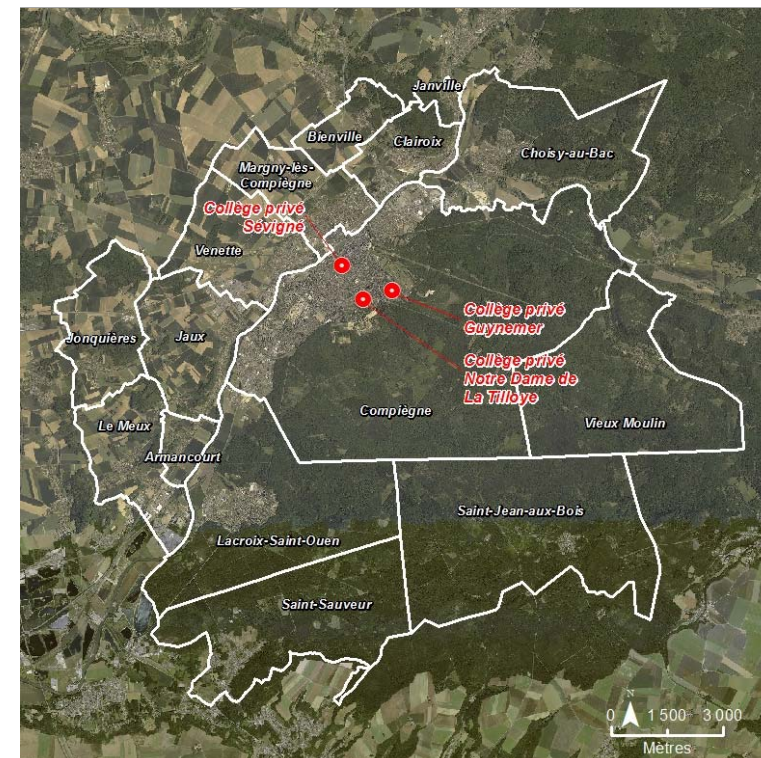 Janville
Bienville
Clairoix
Choisy-au-Bac
Margny-lès-
Compiègne
Collège privé
Sévigné
Venette
Collège privé
Guynemer
Jonquières
Jaux
Collège privé
Notre Dame de
La Tilloye
Compiègne
Vieux Moulin
Le Meux
Armancourt
Saint-Jean-aux-Bois
Lacroix-Saint-Ouen
Saint-Sauveur
N
0 1 500 3 000
Mètres